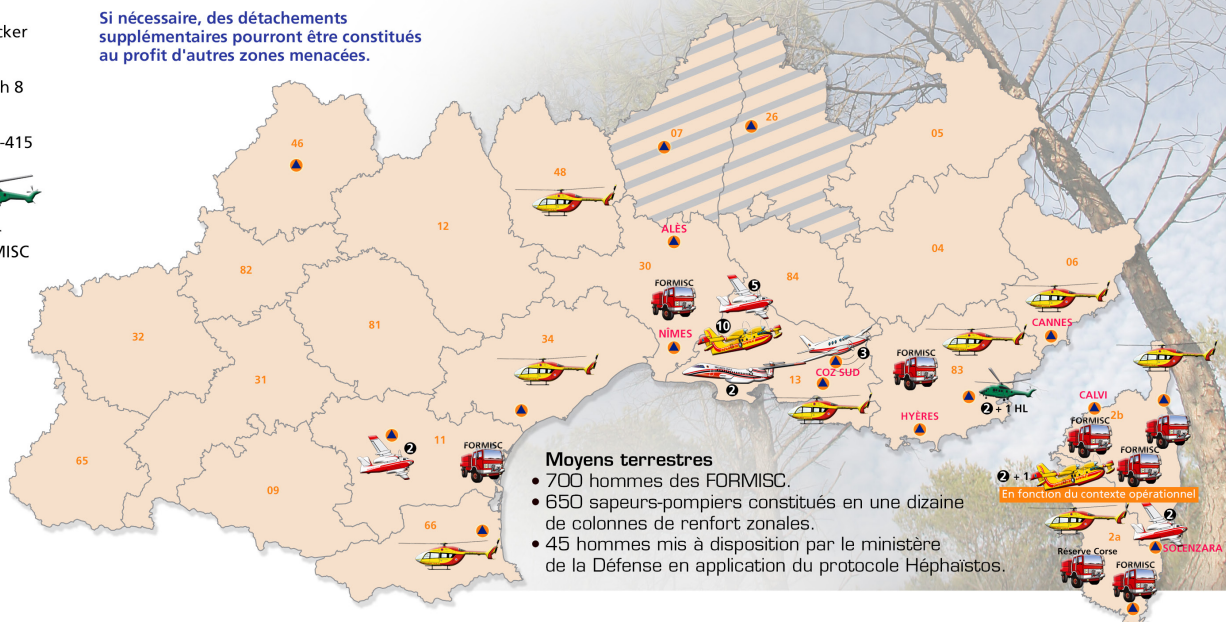 Si nécessaire, des détachements
supplémentaires pourront être constitués
au profit d'autres zones menacées.
cker
h 8
-415
MISC
46
48
12
82
32
81
31
65
09
07
26
05
ALÈS
30
FORMISC
NÎMES
5
10
84
04
06
CANNES
34
2
13
COZ SUD
3
FORMISC
83
2 + 1 HL
HYÈRES
11
2
FORMISC
66
Moyens terrestres
• 700 hommes des FORMISC.
• 650 sapeurs-pompiers constitués en une dizaine
de colonnes de renfort zonales.
• 45 hommes mis à disposition par le ministère
de la Défense en application du protocole Héphaïstos.
CALVI
2b
FORMISC
FORMISC
2 + 1
En fonction du contexte opérationnel
2
2a
SOLENZARA
Réserve Corse
FORMISC